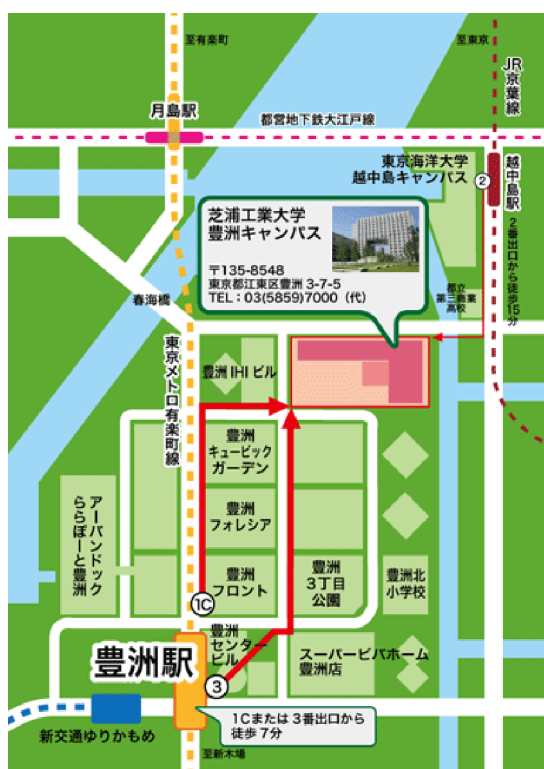 至有楽町
至東京
JR京葉線
月島駅
都営地下鉄大江戸線
東京海洋大学
越中島キャンパス
2
越中島駅
2番出口から徒歩15分
芝浦工業大学
豊洲キャンパス
〒135-8548
東京都江東区豊洲 3-7-5
TEL：03(5859)7000（代）
都立
第三商業
高校
春海橋
東京メトロ有楽町線
豊洲 IHI ビル
豊洲
キュービック
ガーデン
アーバンドック
ららぽーと豊洲
豊洲
フォレシア
豊洲
フロント
豊洲
3丁目
公園
豊洲北
小学校
1C
豊洲
センター
ビル
スーパービバホーム
豊洲店
豊洲駅
3
1Cまたは 3番出口から
徒歩 7分
新交通ゆりかもめ
至新木場